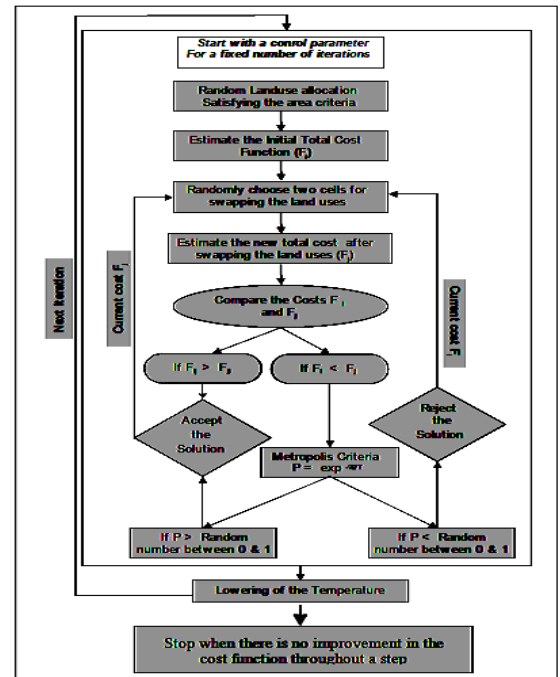 Start with a conrol parameter
For a fixed number of iterations
Random Landuse allocation
Satisfying the area criteria
Estimate the Initial Total Cost
Function (Fi)
Randomly choose two cells for
swapping the land uses
Estimate the new total cost after
swapping the land uses (Fj)
Compare the Costs F i
and Fj
If Fi > Fj
If Fi < Fj
Accept
the
Solution
Reject
the
Solution
Metropolis Criteria
P = exp
If P > Random
number between 0 & 1
If P < Random
number between 0 & 1
Next iteration
Current cost Fj
Current cost Fi
Lowering of the Temperature
Stop when there is no improvement in the
cost function throughout a step